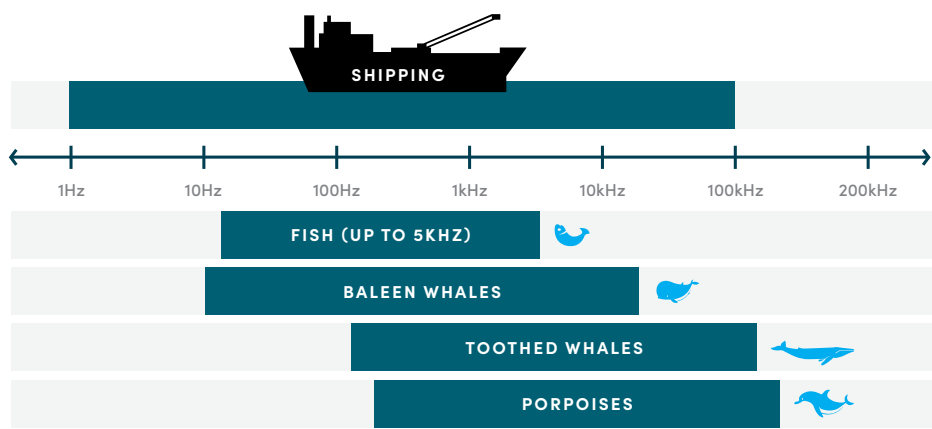 SHIPPING
1Hz 10Hz 100Hz 1kHz 10kHz 100kHz 200kHz
FISH (UP TO 5KHZ)
BALEEN WHALES
TOOTHED WHALES
PORPOISES